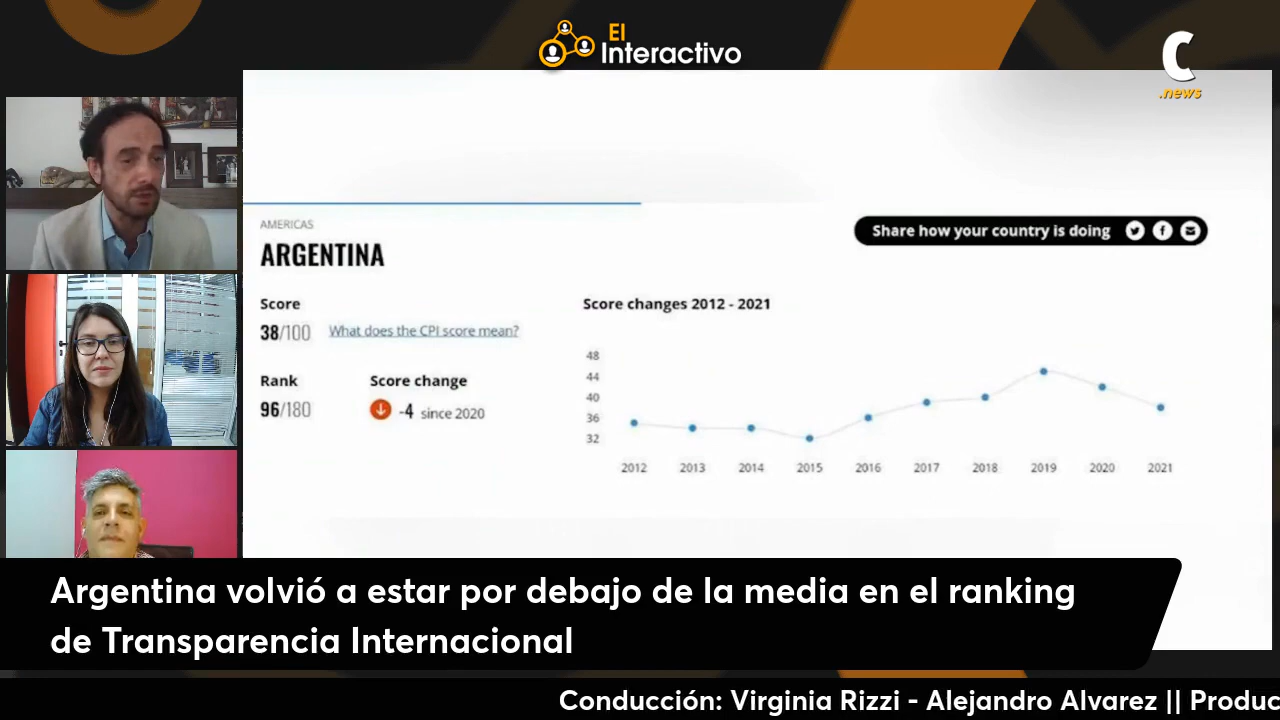 El
Interactivo
C
.news
AMERICAS
ARGENTINA
Share how your country is doing
Score
38/100 What does the CPI score mean?
Rank
96/180
Score change
-4 since 2020
Score changes 2012 - 2021
48
44
40
36
32
2012 2013 2014 2015 2016 2017 2018 2019 2020 2021
Argentina volvió a estar por debajo de la media en el ranking
de Transparencia Internacional
Conducción: Virginia Rizzi - Alejandro Alvarez || Produc